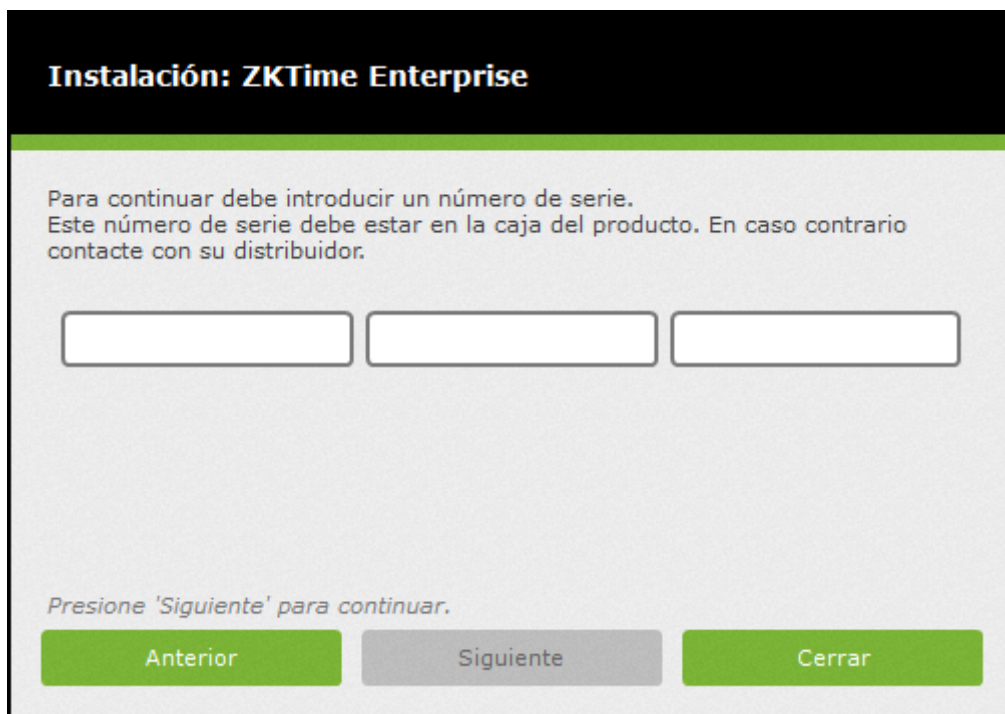 Instalación: ZKTime Enterprise
Para continuar debe introducir un número de serie.
Este número de serie debe estar en la caja del producto. En caso contrario
contacte con su distribuidor.
Presione 'Siguiente' para continuar.
Anterior
Siguiente
Cerrar